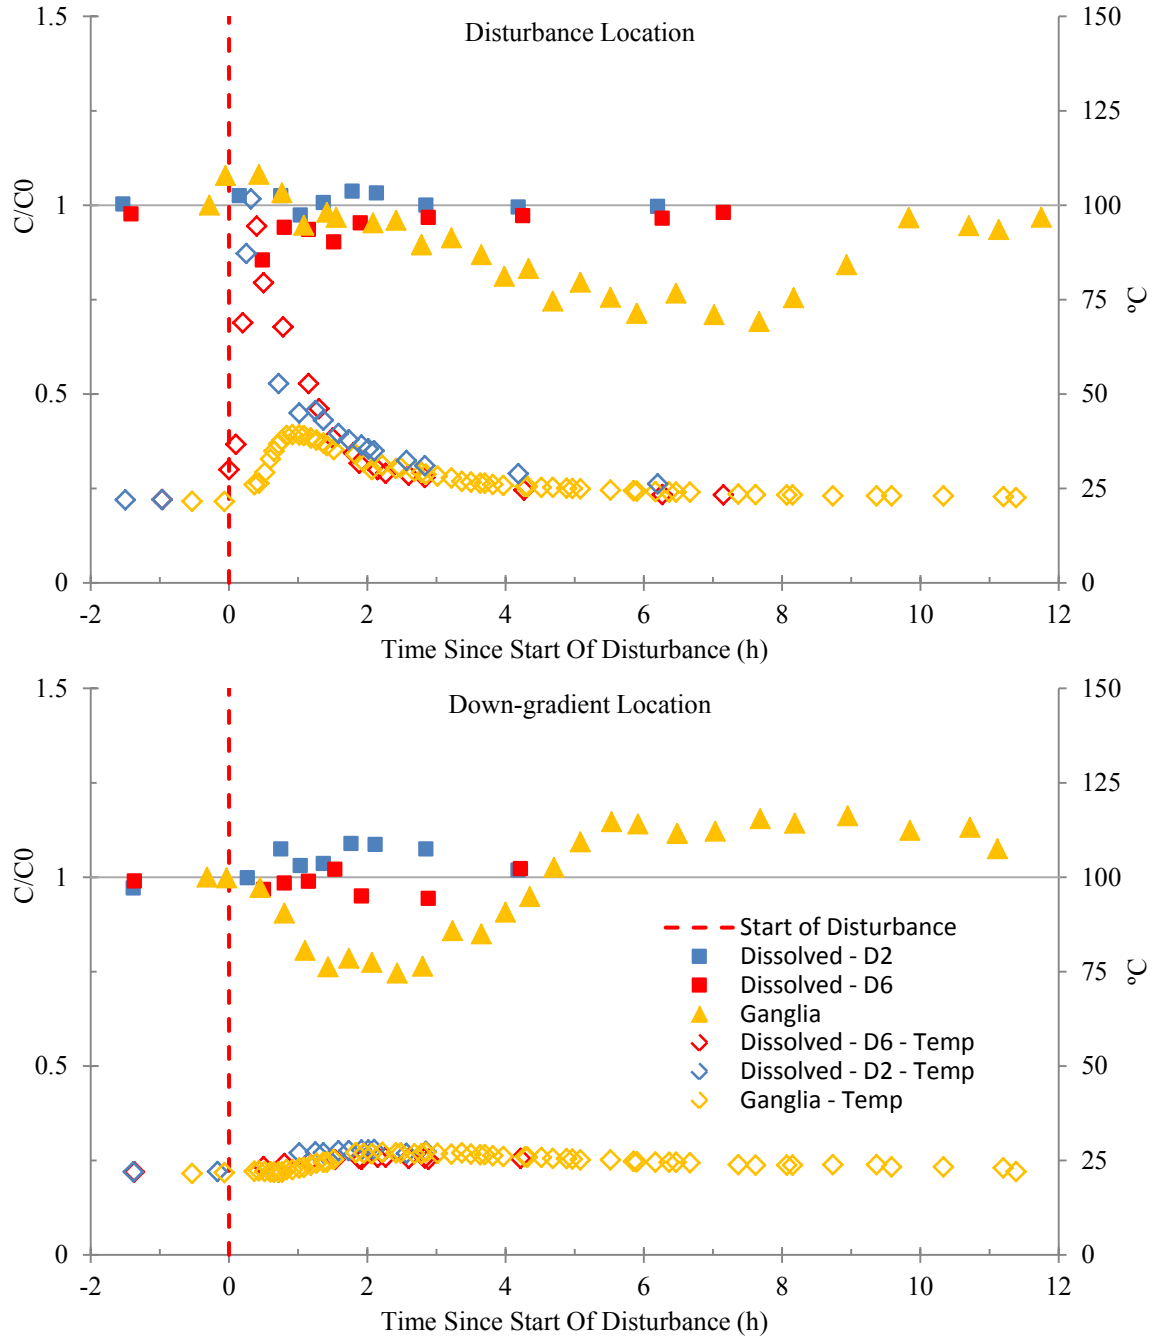 Disturbance Location
1.5
1
0.5
0
C/C0
150
125
100
75
50
25
0
ºC
-2 0 2 4 6 8 10 12
Time Since Start Of Disturbance (h)
Down-gradient Location
1.5
1
0.5
0
C/C0
150
125
100
75
50
25
0
ºC
Start of Disturbance
Dissolved - D2
Dissolved - D6
Ganglia
Dissolved - D6 - Temp
Dissolved - D2 - Temp
Ganglia - Temp
-2 0 2 4 6 8 10 12
Time Since Start Of Disturbance (h)